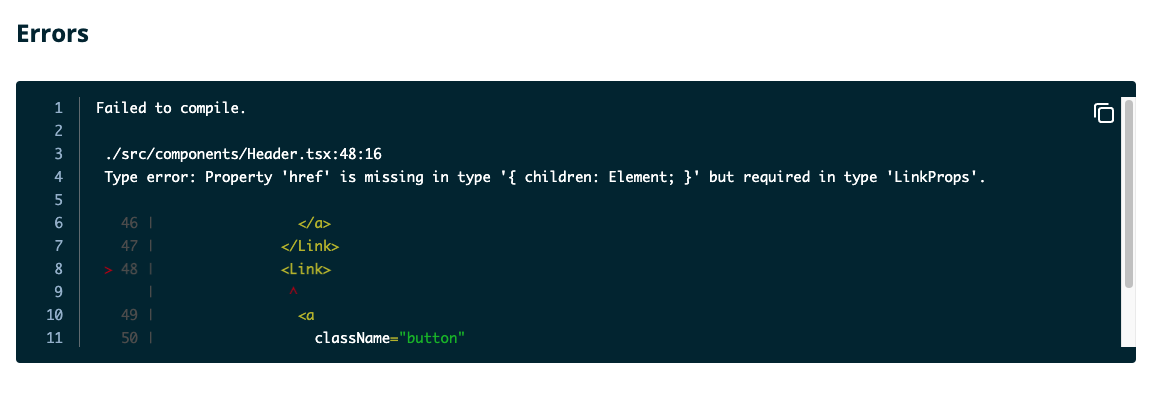 Errors
1 Failed to compile.
2
3 ./src/components/Header.tsx:48:16
4 Type error: Property 'href' is missing in type '{ children: Element; }' but required in type 'LinkProps'.
5
6 46 | </a>
7 47 | </Link>
8 > 48 | <Link>
9 | ^
10 49 | <a
11 50 | className="button"